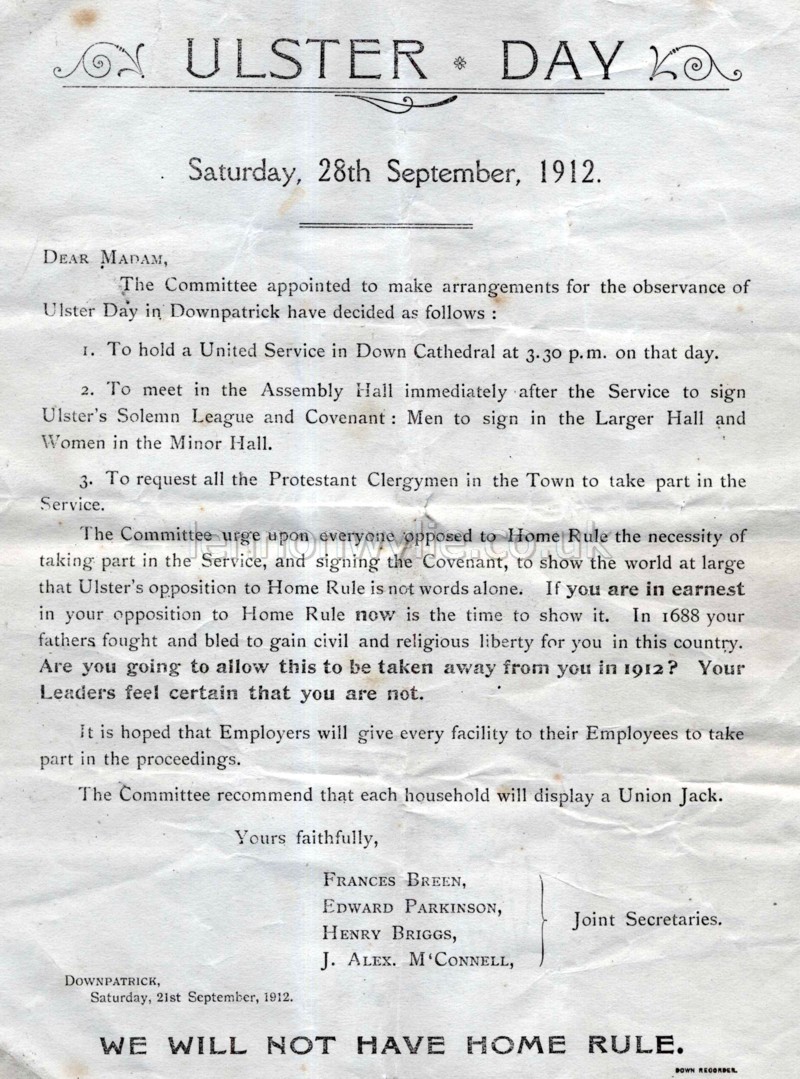 ULSTER DAY
Saturday, 28th September, 1912.
DEAR MADAM,
The Committee appointed to make arrangements for the observance of
Ulster Day in Downpatrick have decided as follows :
1. To hold a United Service in Down Cathedral at 3.30 p.m. on that day.
2. To meet in the Assembly Hall immediately after the Service to sign
Ulster's Solemn League and Covenant : Men to sign in the Larger Hall and
Women in the Minor Hall.
3. To request all the Protestant Clergymen in the Town to take part in the
Service.
The Committee urge upon everyone opposed to Home Rule the necessity of
lennonwylie.co.uk
taking part in the Service, and signing the Covenant, to show the world at large
that Ulster's opposition to Home Rule is not words alone. If you are in earnest
in your opposition to Home Rule now is the time to show it. In 1688 your
fathers fought and bled to gain civil and religious liberty for you in this country.
Are you going to allow this to be taken away from you in 1912? Your
Leaders feel certain that you are not.
It is hoped that Employers will give every facility to their Employees to take
part in the proceedings.
The Committee recommend that each household will display a Union Jack.
Yours faithfully,
FRANCES BREEN,
EDWARD PARKINSON,
HENRY BRIGGS,
J. ALEX. M'CONNELL,
Joint Secretaries.
DOWNPATRICK,
Saturday, 21st September, 1912.
WE WILL NOT HAVE HOME RULE.
DOWN RECORDER.